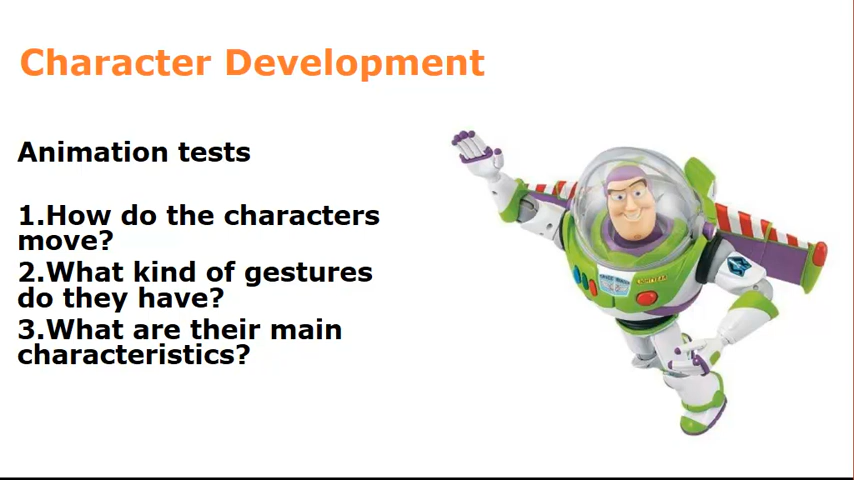 Character Development
Animation tests
1.How do the characters
move?
2.What kind of gestures
do they have?
3.What are their main
characteristics?